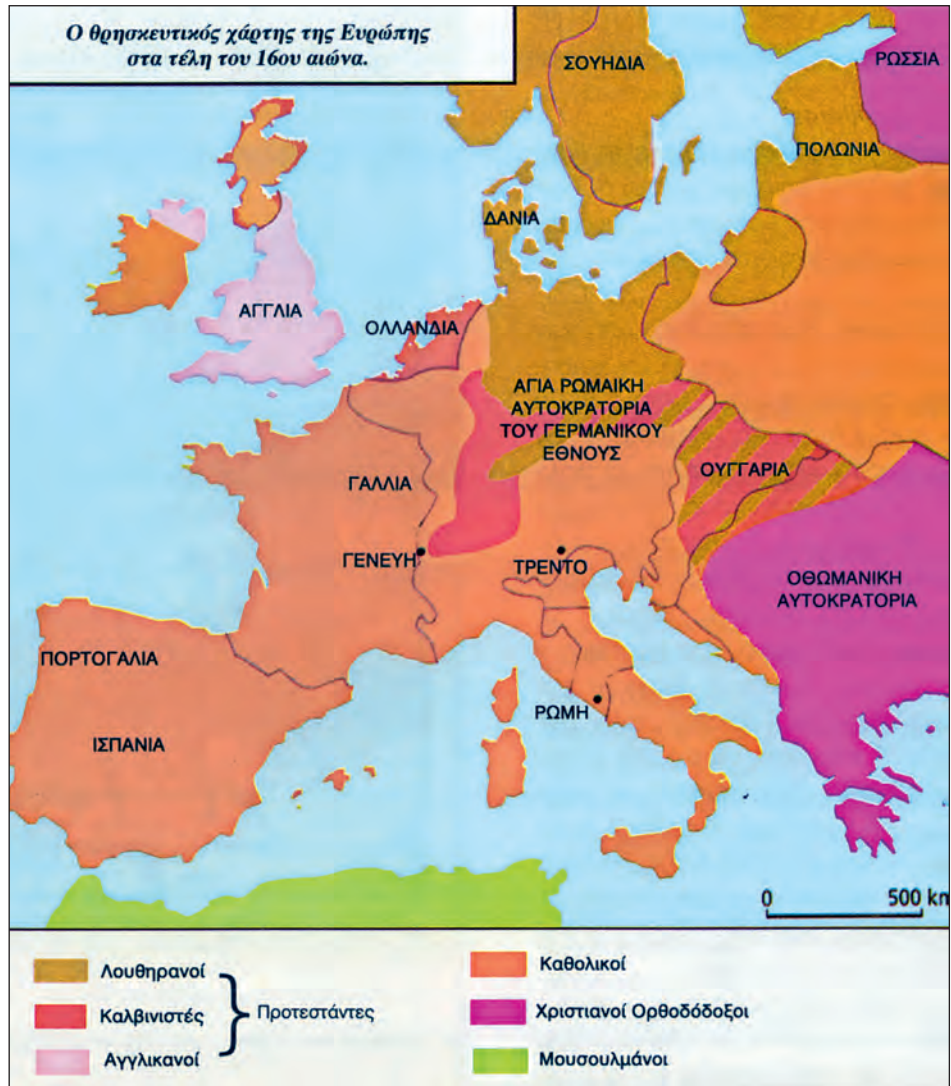 Ο θρησκευτικός χάρτης της Ευρώπης
στα τέλη του 16ου αιώνα.
ΣΟΥΗΔΙΑ
ΡΩΣΣΙΑ
ΠΟΛΩΝΙΑ
ΔΑΝΙΑ
ΑΓΓΛΙΑ
ΟΛΛΑΝΔΙΑ
ΑΓΙΑ ΡΩΜΑΙΚΗ
ΑΥΤΟΚΡΑΤΟΡΙΑ
ΤΟΥ ΓΕΡΜΑΝΙΚΟΥ
ΕΘΝΟΥΣ
ΟΥΓΓΑΡΙΑ
ΓΑΛΛΙΑ
ΓΕΝΕΥΗ
ΤΡΕΝΤΟ
ΟΘΩΜΑΝΙΚΗ
ΑΥΤΟΚΡΑΤΟΡΙΑ
ΠΟΡΤΟΓΑΛΙΑ
ΡΩΜΗ
ΙΣΠΑΝΙΑ
0 500 km
Λουθηρανοί
Καλβινιστές
Αγγλικανοί
Προτεστάντες
Καθολικοί
Χριστιανοί Ορθοδόδοξοι
Μουσουλμάνοι